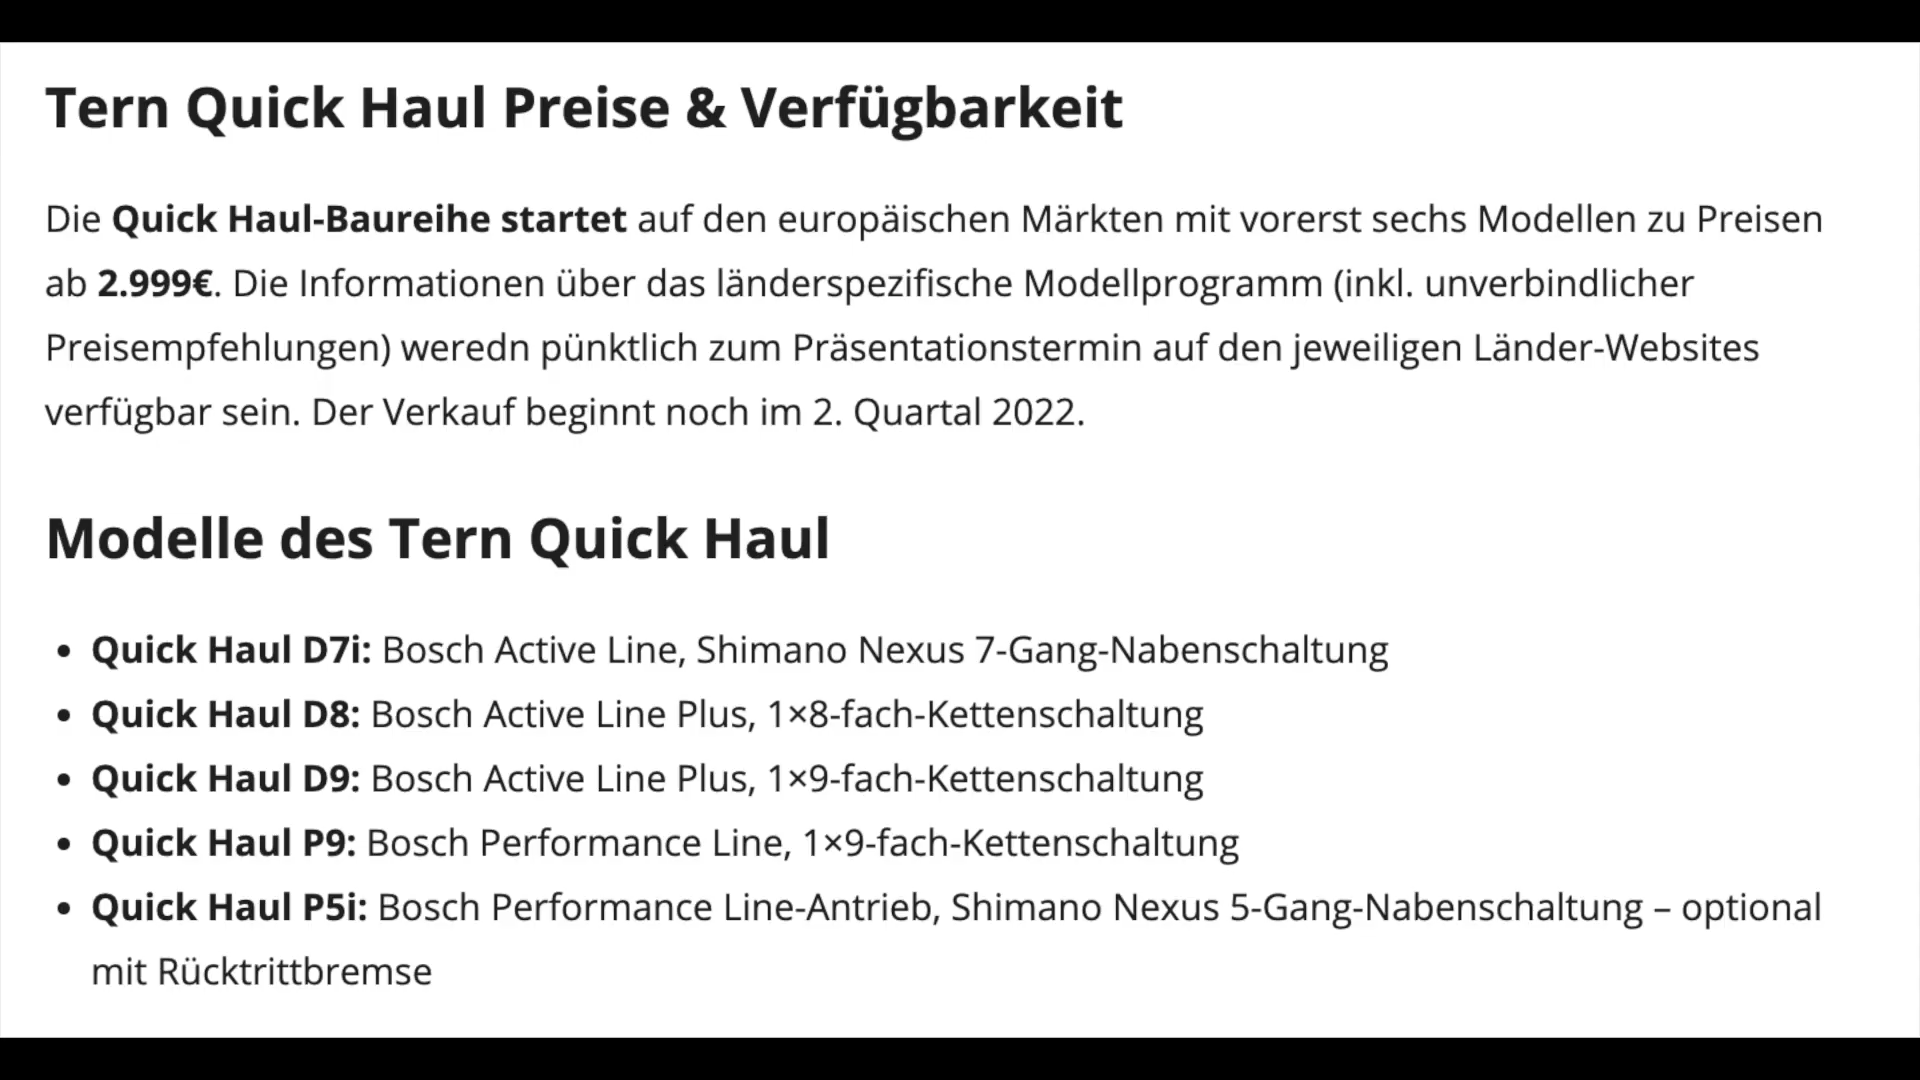 Tern Quick Haul Preise & Verfügbarkeit
Die Quick Haul-Baureihe startet auf den europäischen Märkten mit vorerst sechs Modellen zu Preisen
ab 2.999€. Die Informationen über das länderspezifische Modellprogramm (inkl. unverbindlicher
Preisempfehlungen) weredn pünktlich zum Präsentationstermin auf den jeweiligen Länder-Websites
verfügbar sein. Der Verkauf beginnt noch im 2. Quartal 2022.
Modelle des Tern Quick Haul
• Quick Haul D7i: Bosch Active Line, Shimano Nexus 7-Gang-Nabenschaltung
• Quick Haul D8: Bosch Active Line Plus, 1×8-fach-Kettenschaltung
• Quick Haul D9: Bosch Active Line Plus, 1×9-fach-Kettenschaltung
• Quick Haul P9: Bosch Performance Line, 1×9-fach-Kettenschaltung
• Quick Haul P5i: Bosch Performance Line-Antrieb, Shimano Nexus 5-Gang-Nabenschaltung – optional
mit Rücktrittbremse